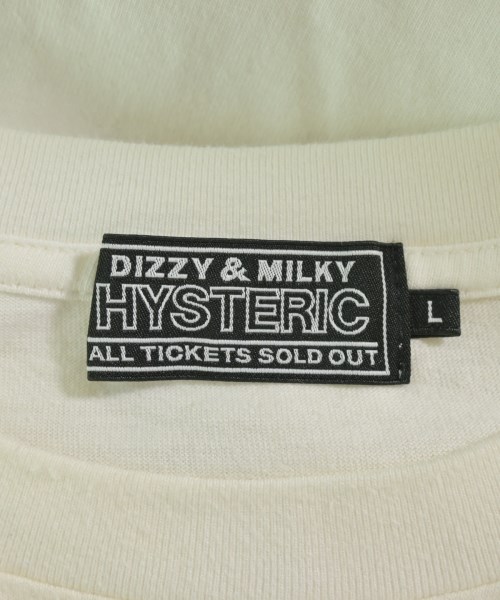 DIZZY & MILKY
HYSTERIC
ALL TICKETS SOLD OUT
L